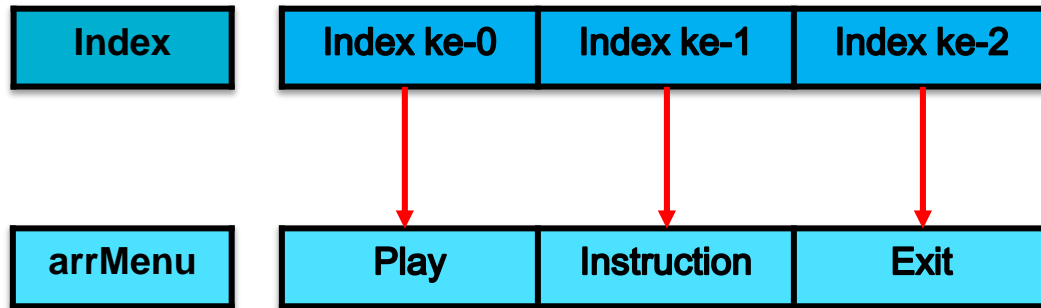 Index
Index ke-0
Index ke-1
Index ke-2
arrMenu
Play
Instruction
Exit